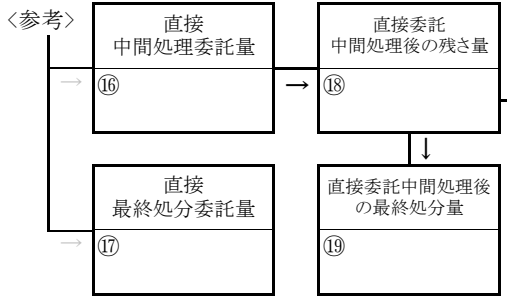 〈参考〉
直接
中間処理委託量
⑯
→
→
直接委託
中間処理後の残さ量
⑱
↓
直接
最終処分委託量
⑰
→
直接委託中間処理後
の最終処分量
⑲